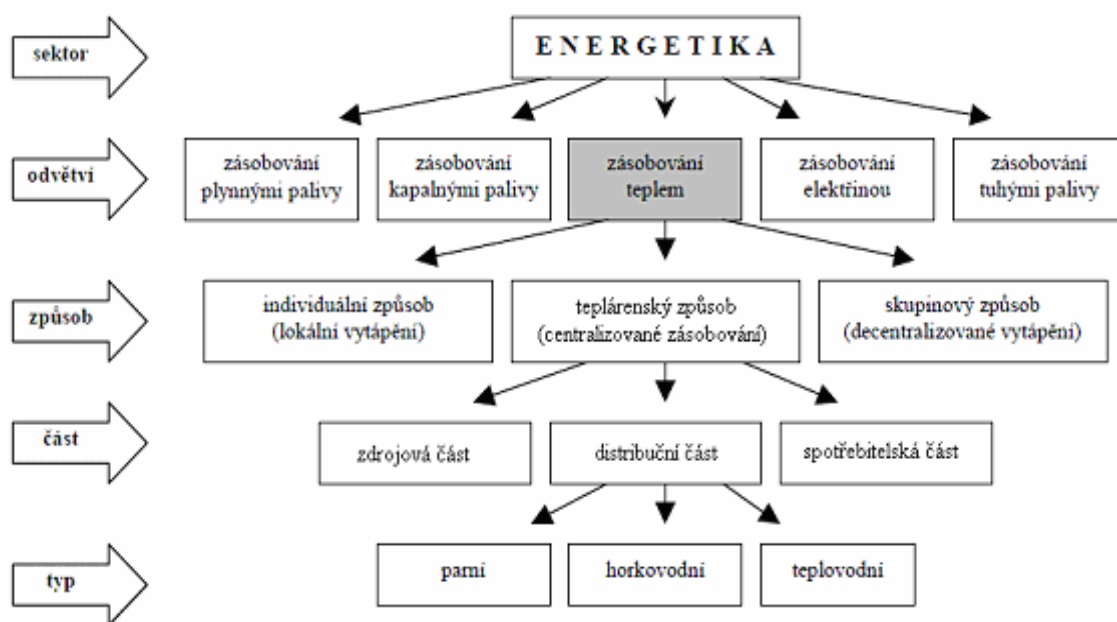 sektor
E N E R G E T I K A
odvětví
zásobování
plynnými palivy
zásobování
kapalnými palivy
zásobování
teplem
zásobování
elektřinou
zásobování
tuhými palivy
způsob
individuální způsob
(lokální vytápění)
teplárenský způsob
(centralizované zásobování)
skupinový způsob
(decentralizované vytápění)
část
zdrojová část
distribuční část
spotřebitelská část
typ
parní
horkovodní
teplovodní